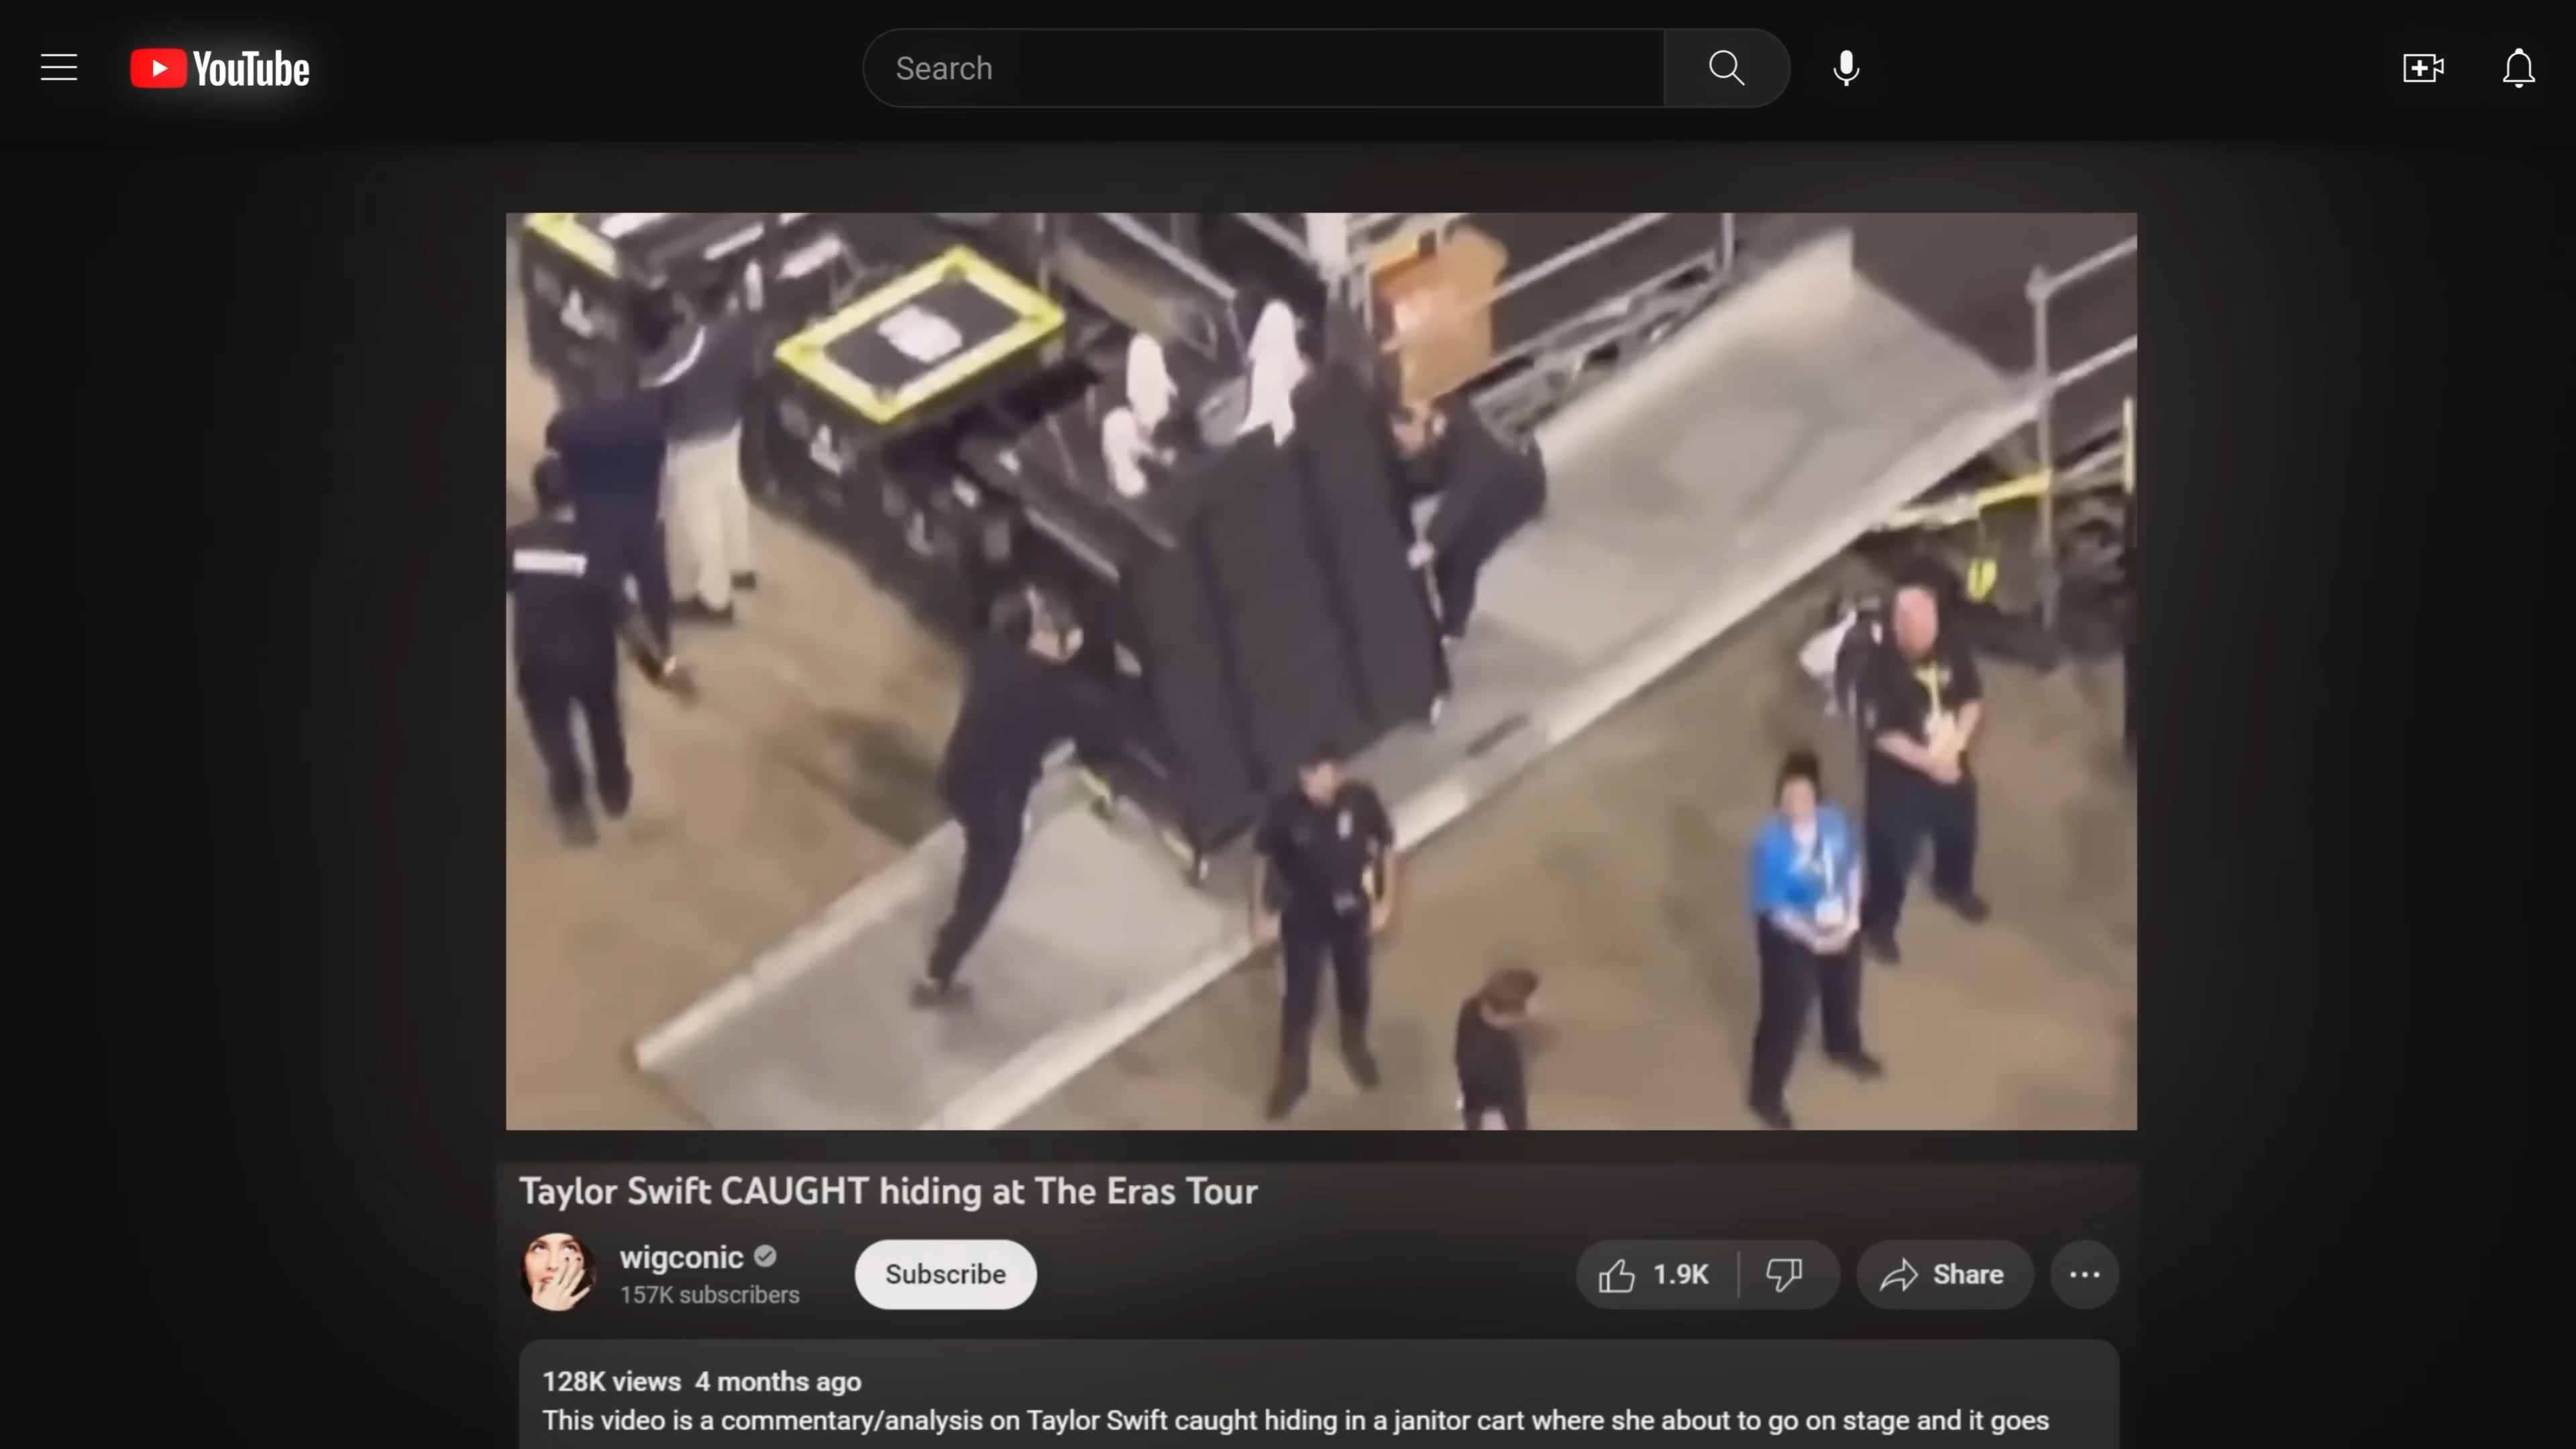 YouTube
Search
Taylor Swift CAUGHT hiding at The Eras Tour
wigconic
157K subscribers
Subscribe
1.9K
Share
128K views 4 months ago
This video is a commentary/analysis on Taylor Swift caught hiding in a janitor cart where she about to go on stage and it goes